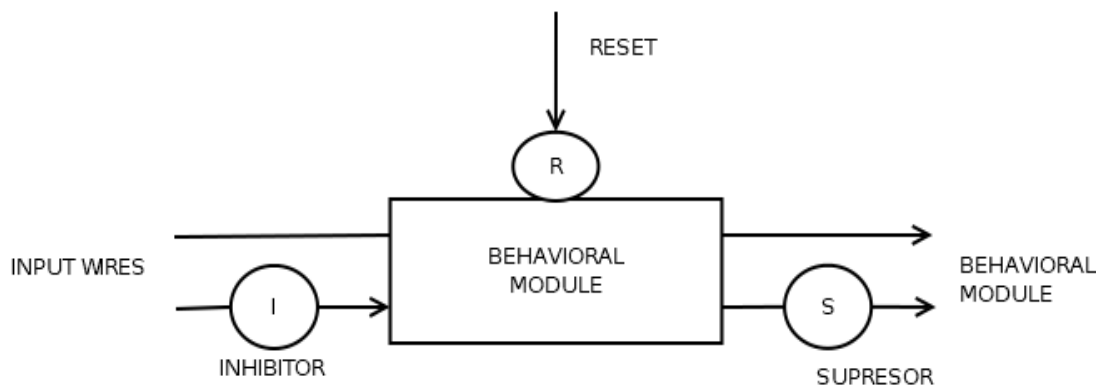 RESET
R
INPUT WIRES
BEHAVIORAL
MODULE
BEHAVIORAL
MODULE
I
S
INHIBITOR
SUPRESOR